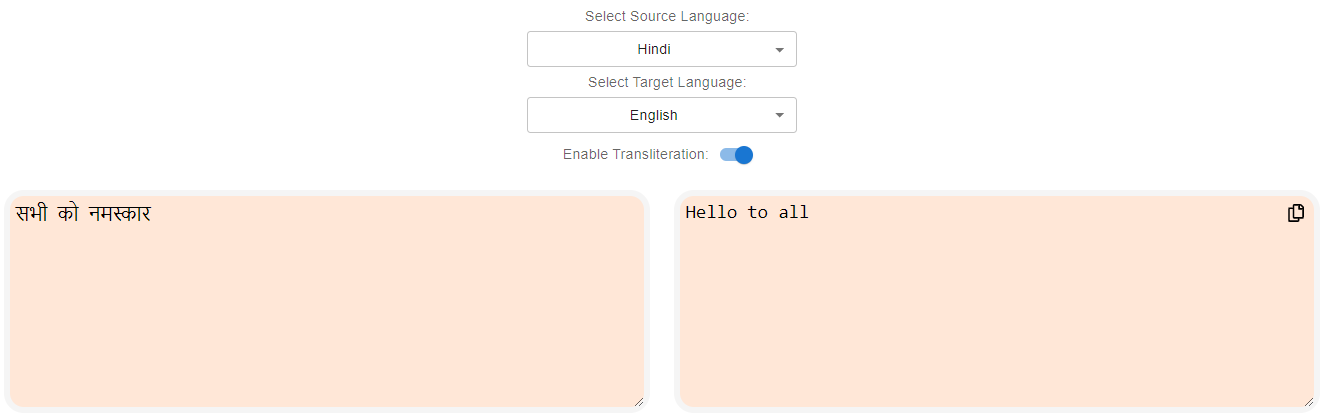 Select Source Language:
Hindi
Select Target Language:
English
Enable Transliteration:
सभी को नमस्कार
Hello to all